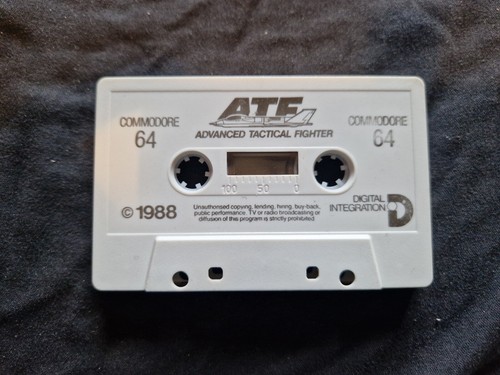 ATF
ADVANCED TACTICAL FIGHTER
COMMODORE
64
COMMODORE
64
100 50 0
© 1988
Unauthorised copying, lending, hiring, buy-back,
public performance, TV or radio broadcasting or
diffusion of this program is strictly prohibited
DIGITAL
INTEGRATION